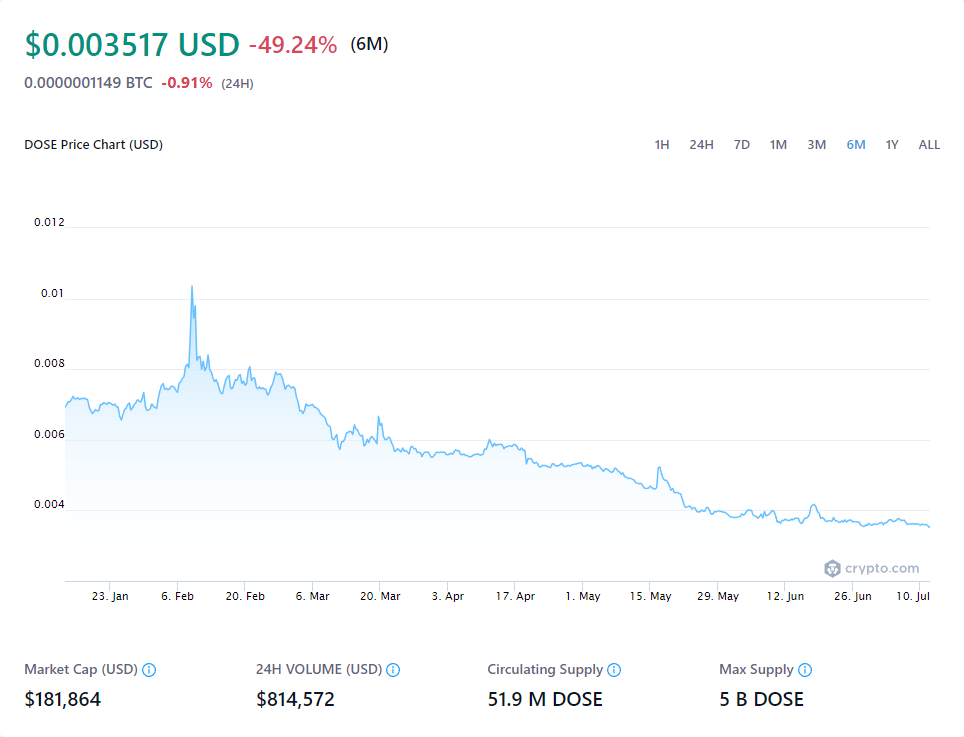 $0.003517 USD -49.24% (6M)
0.0000001149 BTC -0.91% (24H)
DOSE Price Chart (USD) 1H 24H 7D 1M 3M 6M 1Y ALL
0.012
0.01
0.008
0.006
0.004
crypto.com
23. Jan 6. Feb 20. Feb 6. Mar 20. Mar 3. Apr 17. Apr 1. May 15. May 29. May 12. Jun 26. Jun 10. Jul
Market Cap (USD) 24H VOLUME (USD) Circulating Supply Max Supply
$181,864 $814,572 51.9 M DOSE 5 B DOSE